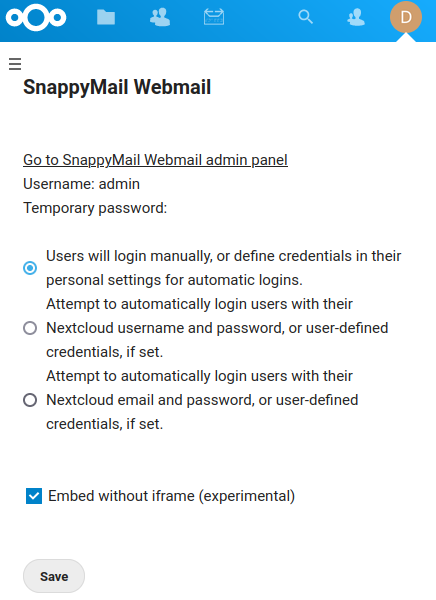 D
SnappyMail Webmail
Go to SnappyMail Webmail admin panel
Username: admin
Temporary password:
Users will login manually, or define credentials in their
personal settings for automatic logins.
Attempt to automatically login users with their
Nextcloud username and password, or user-defined
credentials, if set.
Attempt to automatically login users with their
Nextcloud email and password, or user-defined
credentials, if set.
Embed without iframe (experimental)
Save